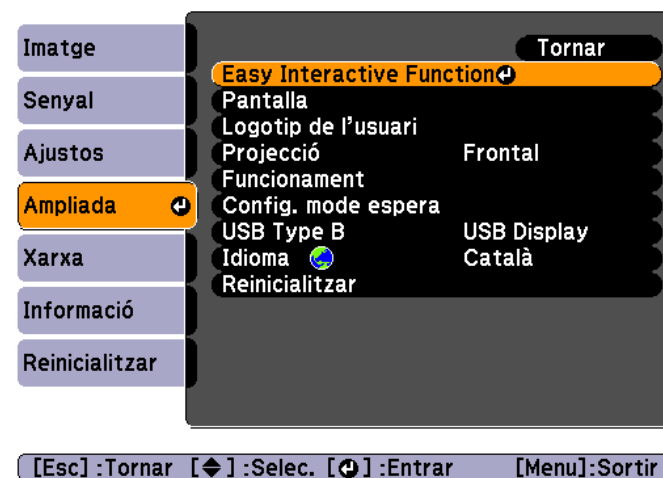 Imatge
Senyal
Ajustos
Ampliada
Xarxa
Informació
Reinicialitzar
Tornar
Easy Interactive Function
Pantalla
Logotip de l'usuari
Projecció Frontal
Funcionament
Config. mode espera
USB Type B USB Display
Idioma Català
Reinicialitzar
[Esc] :Tornar [◆] :Selec. [⏎] :Entrar [Menu]:Sortir